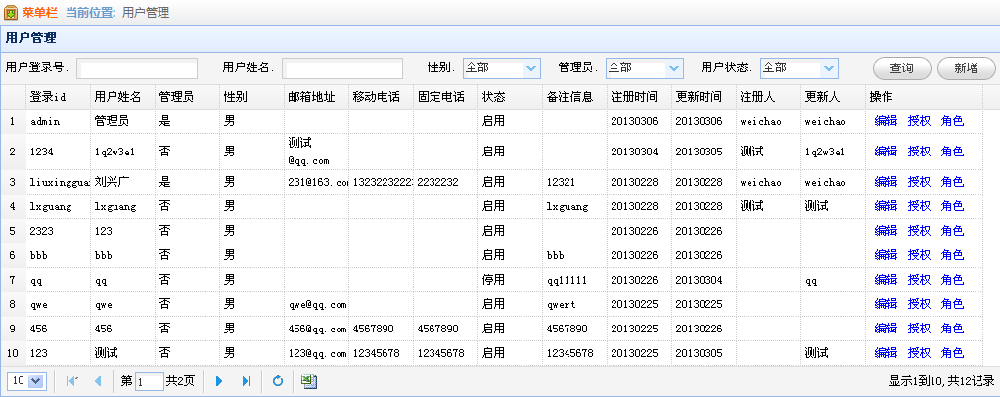 菜单栏 当前位置: 用户管理
用户管理
用户登录号: 用户姓名: 性别: 全部 管理员: 全部 用户状态: 全部 查询 新增
登录id 用户姓名 管理员 性别 邮箱地址 移动电话 固定电话 状态 备注信息 注册时间 更新时间 注册人 更新人 操作
1 admin 管理员 是 男 启用 20130306 20130306 weichao weichao 编辑 授权 角色
2 1234 1q2w3e1 否 男 测试@qq.com 启用 20130304 20130305 测试 1q2w3e1 编辑 授权 角色
3 liuxinggua 刘兴广 是 男 231@163.com 13232232223 2232232 启用 12321 20130228 20130228 weichao weichao 编辑 授权 角色
4 lxguang lxguang 否 男 启用 lxguang 20130228 20130228 测试 测试 编辑 授权 角色
5 2323 123 否 男 启用 20130226 20130226 编辑 授权 角色
6 bbb bbb 否 男 启用 bbb 20130226 20130226 编辑 授权 角色
7 qq qq 否 男 停用 qq11111 20130226 20130304 qq 编辑 授权 角色
8 qwe qwe 否 男 qwe@qq.com 启用 qwert 20130225 20130225 编辑 授权 角色
9 456 456 否 男 456@qq.com 4567890 4567890 启用 4567890 20130225 20130225 编辑 授权 角色
10 123 测试 否 男 123@qq.com 12345678 12345678 启用 12345678 20130225 20130305 测试 编辑 授权 角色
10 第 1 共2页 显示1到10, 共12记录